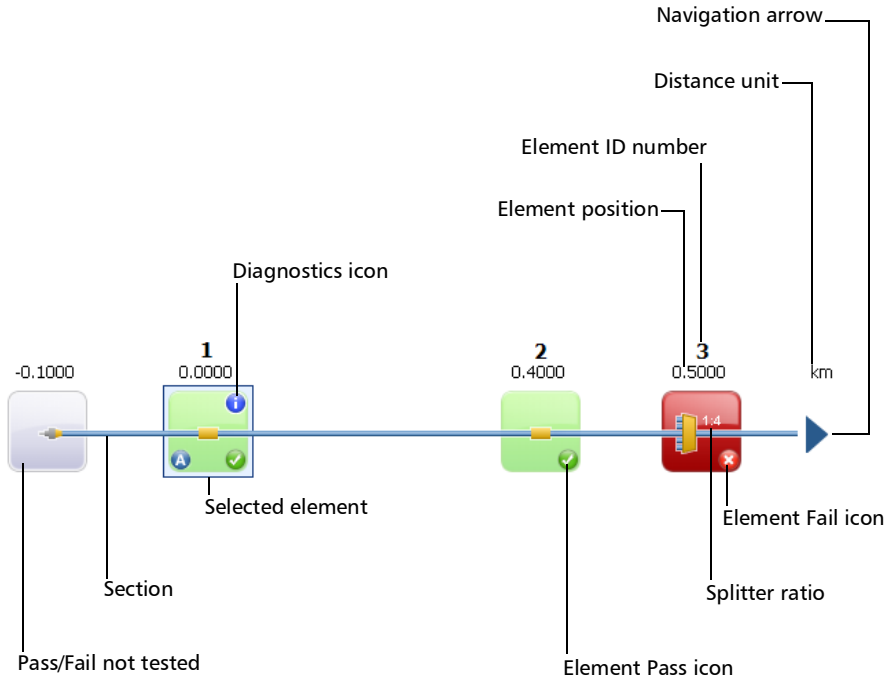 Navigation arrow
Distance unit
Element ID number
Element position
Diagnostics icon
1
2
3
-0.1000
0.0000
0.4000
0.5000
km
i
1:4
A
Selected element
Element Fail icon
Section
Splitter ratio
Pass/Fail not tested
Element Pass icon